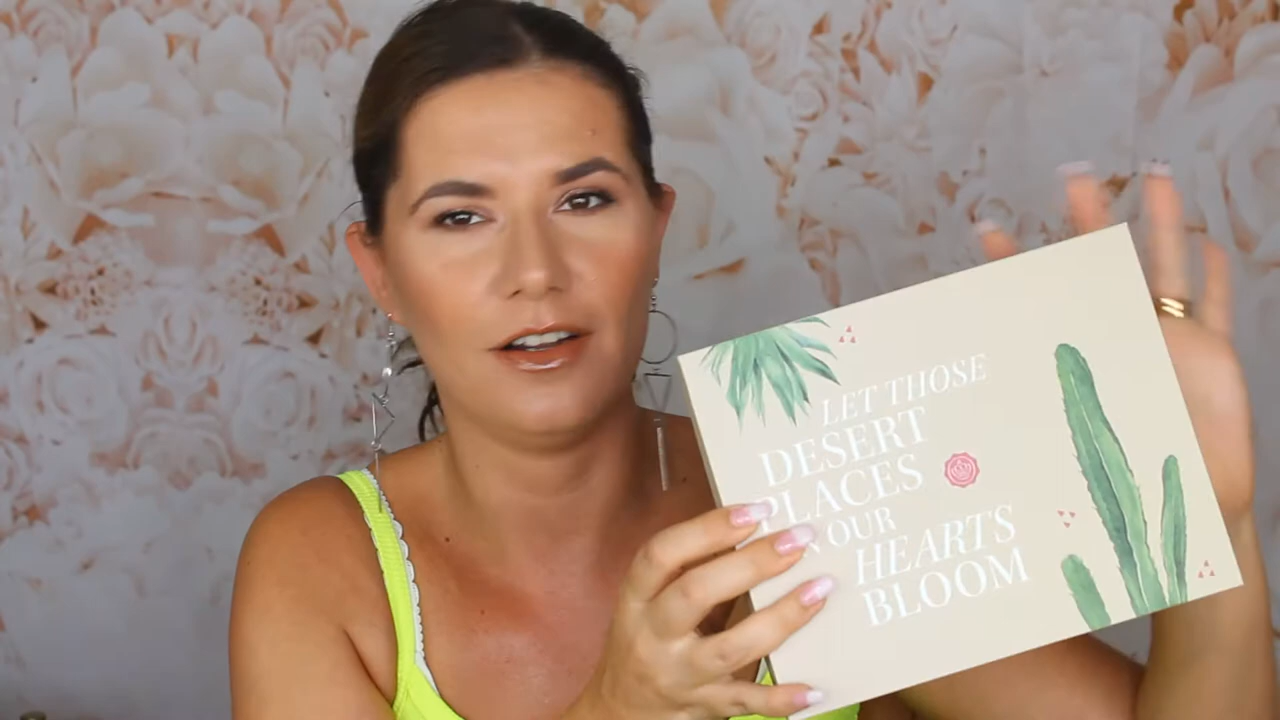 LET THOSE
DESERT
PLACES
N OUR
HEARTS
BLOOM